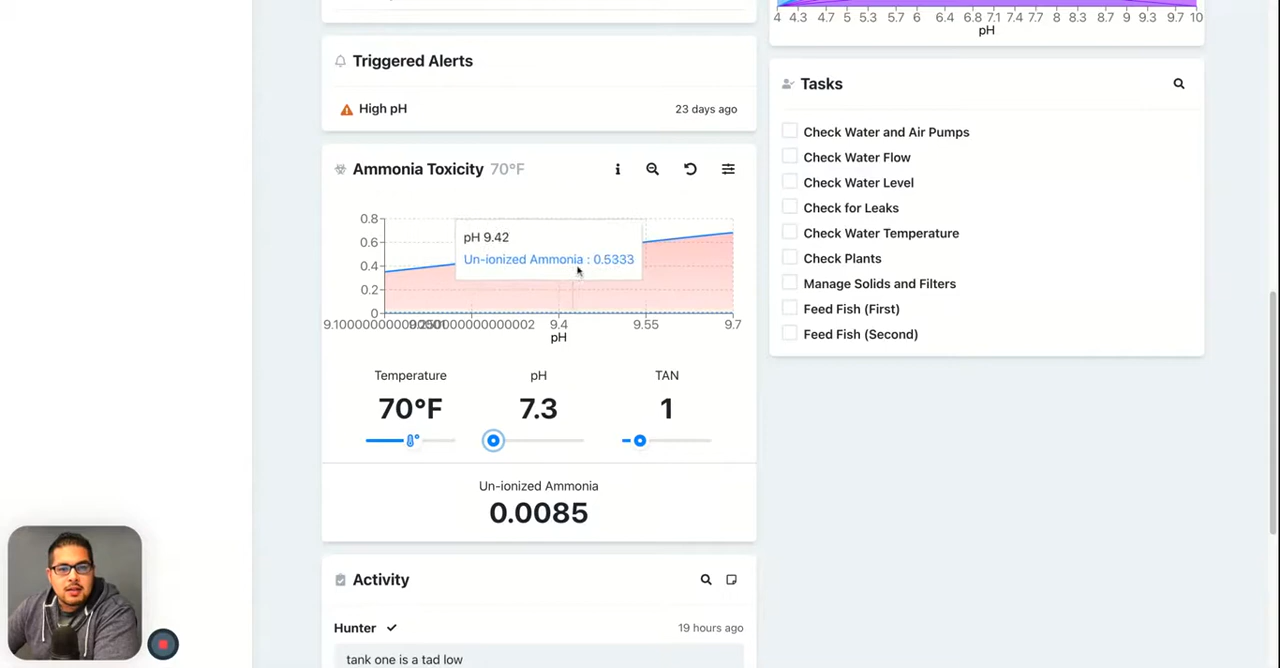 4 4.3 4.7 5 5.3 5.7 6 6.4 6.8 7.1 7.4 7.7 8 8.3 8.7 9 9.3 9.7 10
pH
Triggered Alerts
High pH 23 days ago
Ammonia Toxicity 70°F
0.8
0.6
0.4
0.2
0
pH 9.42
Un-ionized Ammonia : 0.5333
9.4 9.55 9.7
pH
Temperature pH TAN
70°F 7.3 1
Un-ionized Ammonia
0.0085
Activity
Hunter 19 hours ago
tank one is a tad low
Tasks
Check Water and Air Pumps
Check Water Flow
Check Water Level
Check for Leaks
Check Water Temperature
Check Plants
Manage Solids and Filters
Feed Fish (First)
Feed Fish (Second)